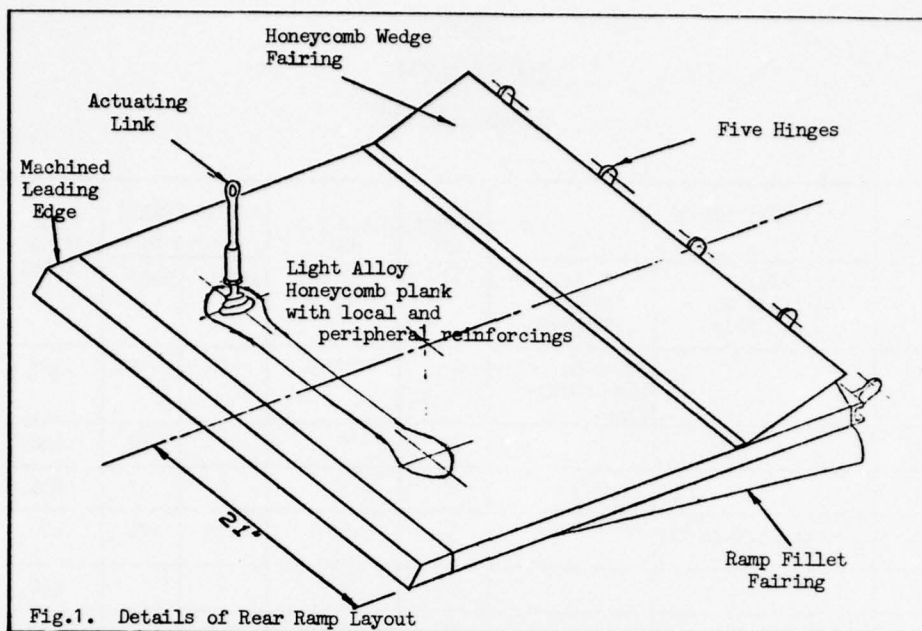 Honeycomb Wedge
Fairing
Actuating
Link
Five Hinges
Machined
Leading
Edge
Light Alloy
Honeycomb plank
with local and
peripheral reinforcings
21"
Ramp Fillet
Fairing
Fig.1. Details of Rear Ramp Layout